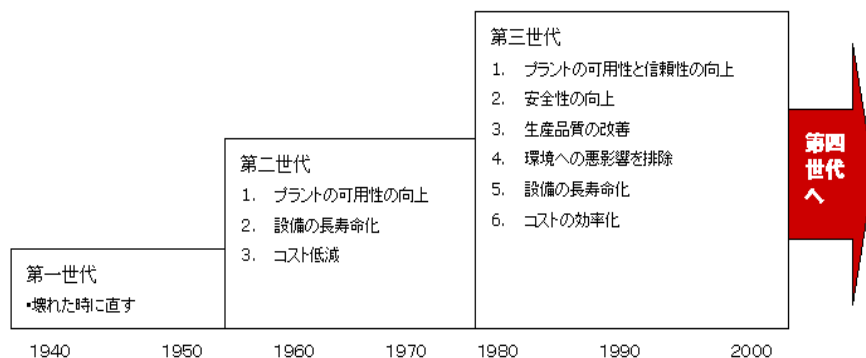 第一世代
•壊れた時に直す
第二世代
1. プラントの可用性の向上
2. 設備の長寿命化
3. コスト低減
第三世代
1. プラントの可用性と信頼性の向上
2. 安全性の向上
3. 生産品質の改善
4. 環境への悪影響を排除
5. 設備の長寿命化
6. コストの効率化
第四
世代
へ
1940 1950 1960 1970 1980 1990 2000